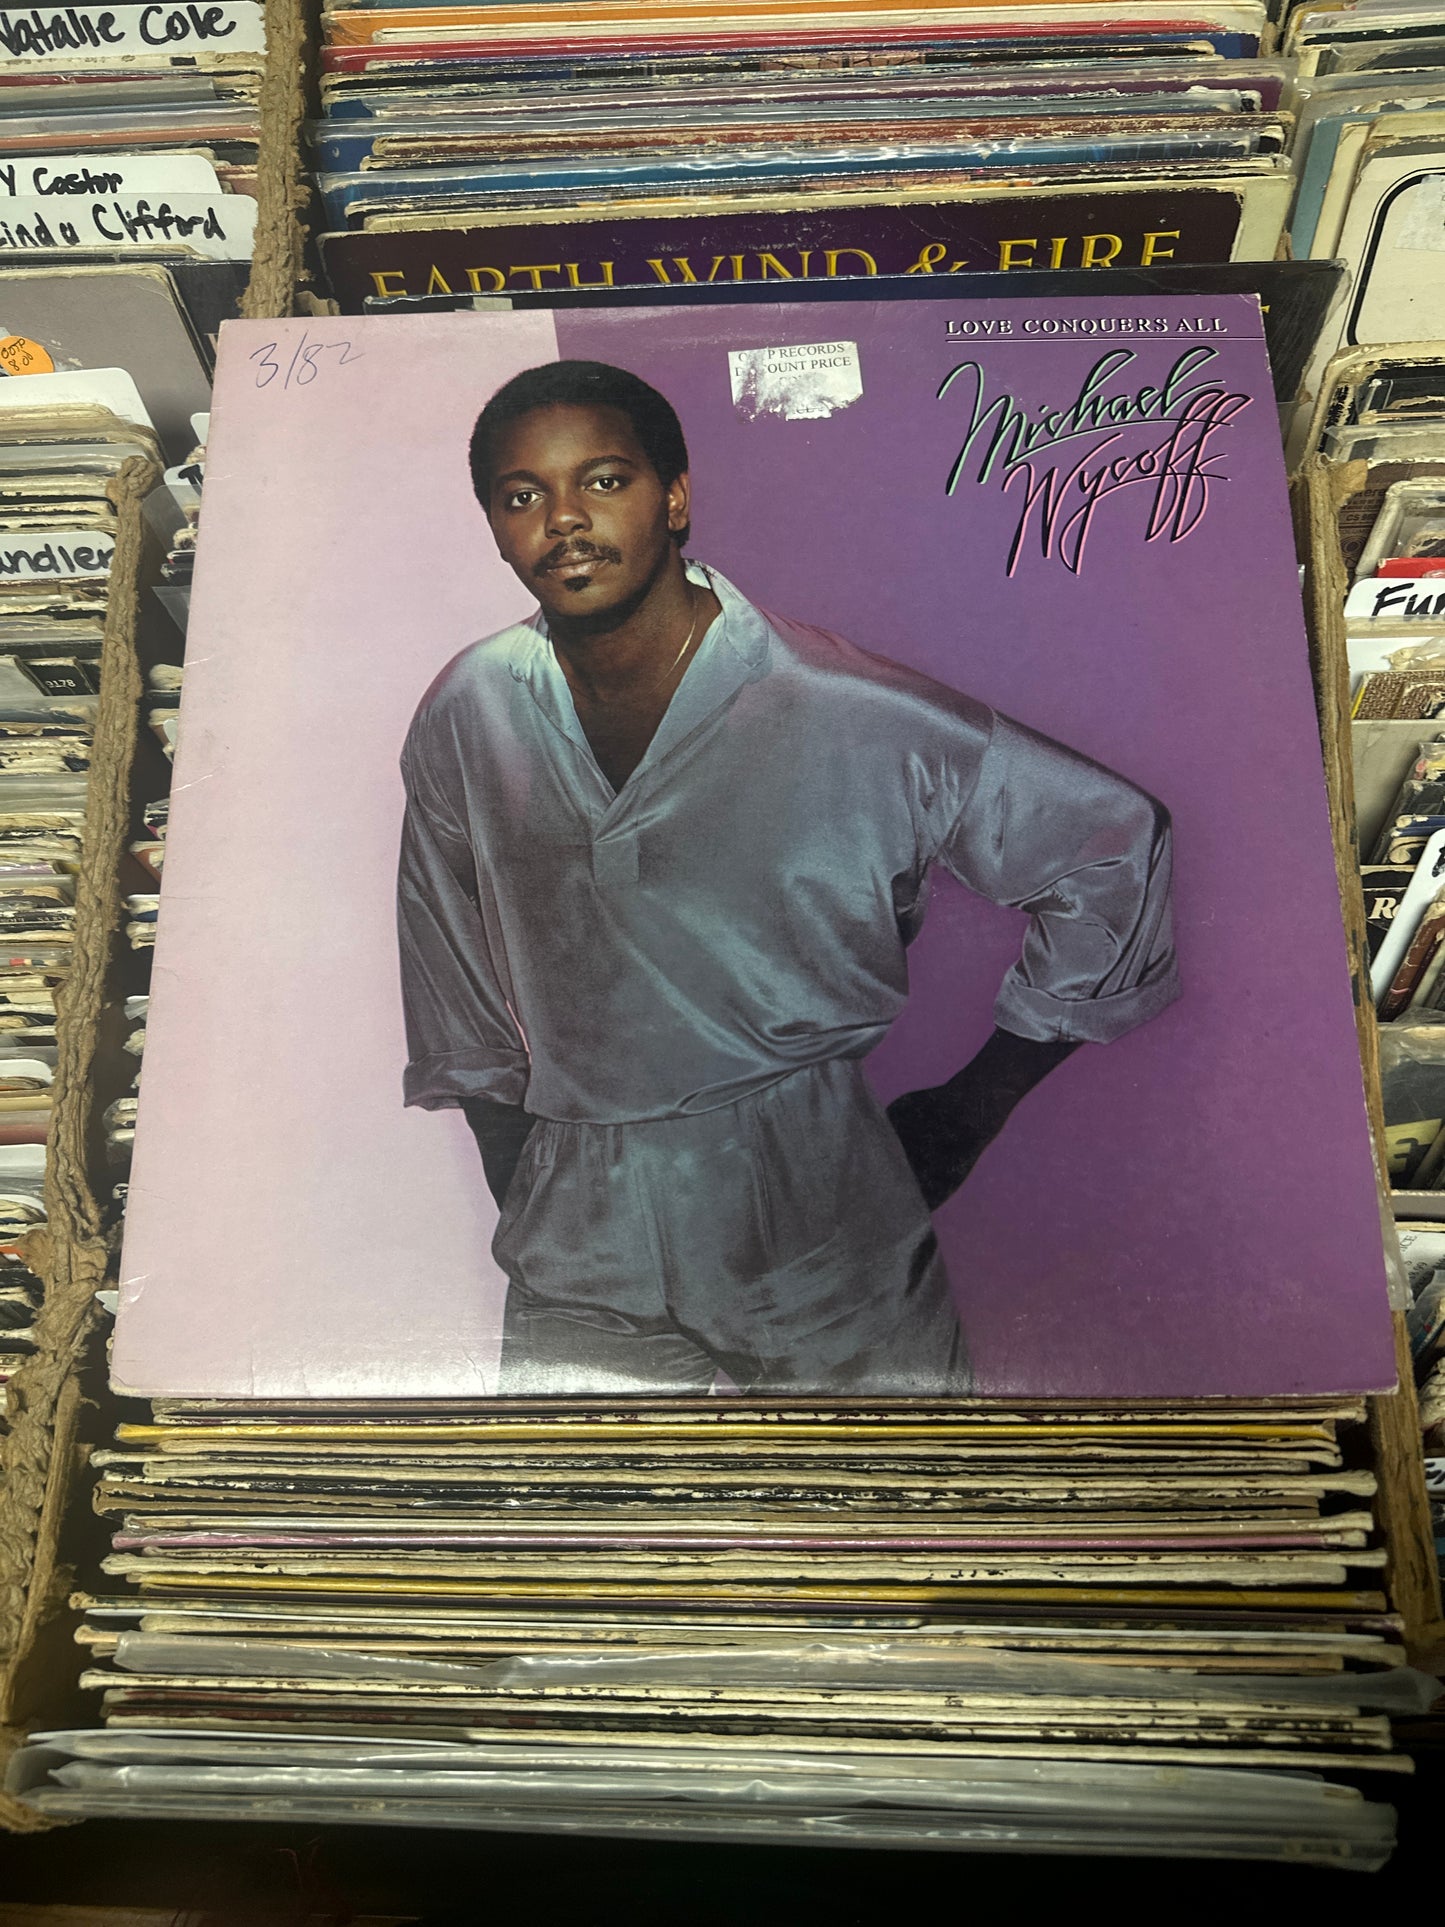 Natalie Cole
Y Castor
Linda Clifford
EARTH, WIND & FIRE
LOVE CONQUERS ALL
Michael
Wycoff
3/82
RECORDS
PRICE
andler
9178
Fun